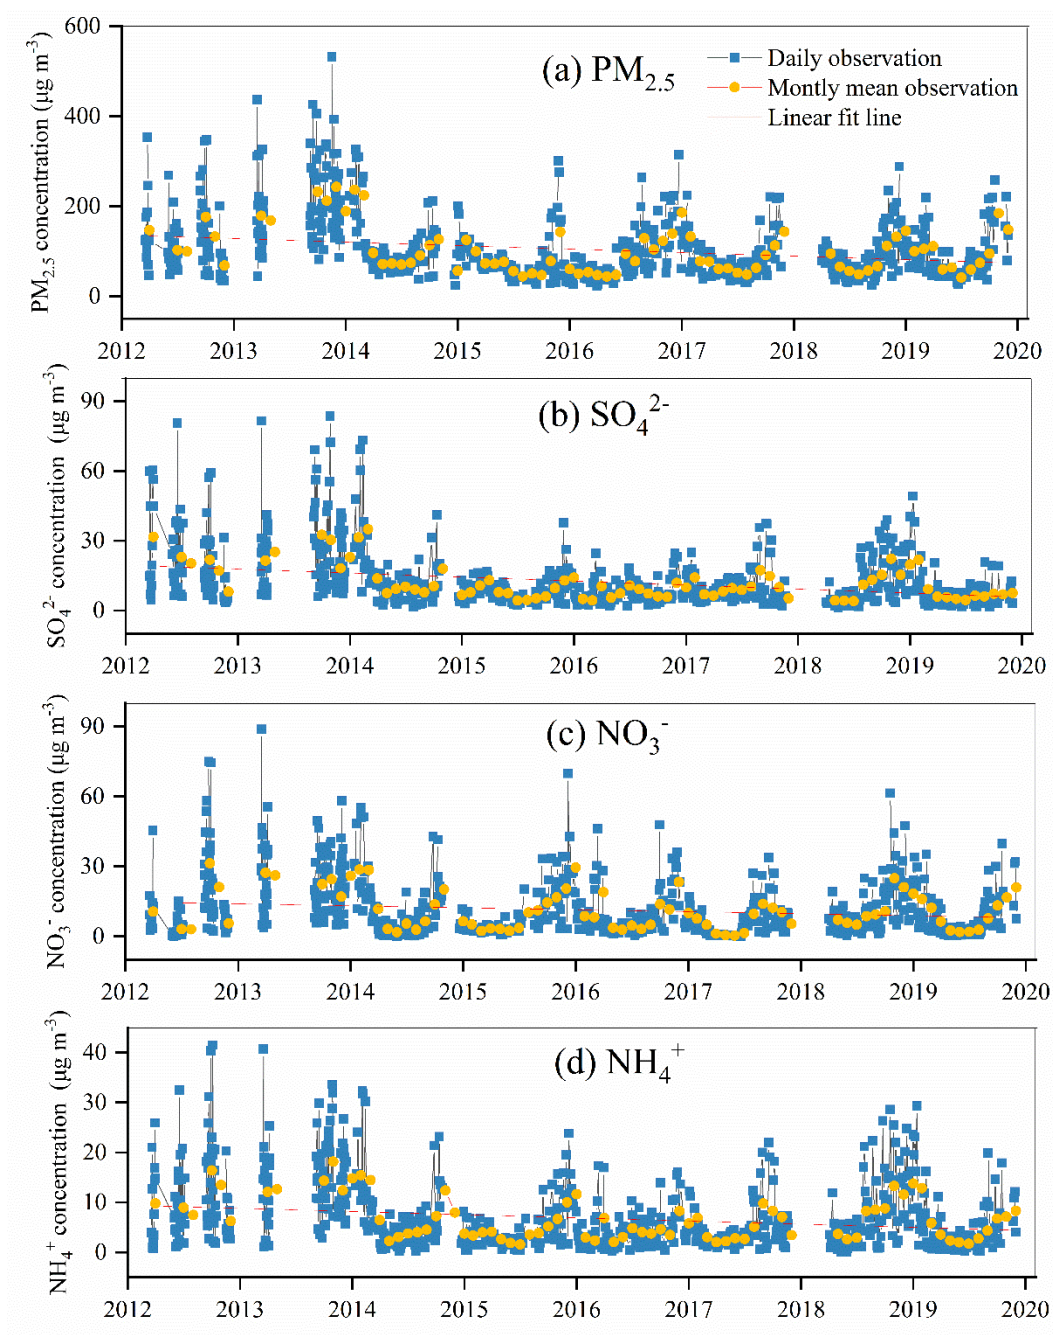 600
400
200
0
PM2.5 concentration (μg m-3)
(a) PM2.5
Daily observation
Montly mean observation
Linear fit line
2012 2013 2014 2015 2016 2017 2018 2019 2020
90
60
30
0
SO42- concentration (μg m-3)
(b) SO42-
2012 2013 2014 2015 2016 2017 2018 2019 2020
90
60
30
0
NO3- concentration (μg m-3)
(c) NO3-
2012 2013 2014 2015 2016 2017 2018 2019 2020
40
30
20
10
0
NH4+ concentration (μg m-3)
(d) NH4+
2012 2013 2014 2015 2016 2017 2018 2019 2020